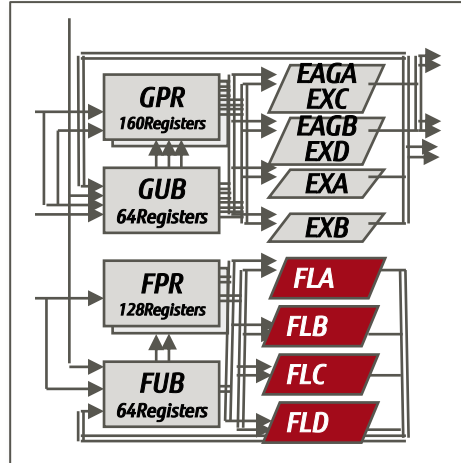 GPR
160Registers
GUB
64Registers
EAGA
EXC
EAGB
EXD
EXA
EXB
FPR
128Registers
FUB
64Registers
FLA
FLB
FLC
FLD